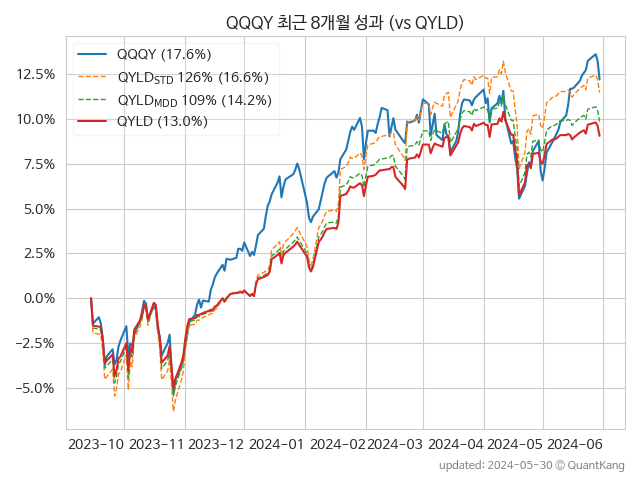 QQQY 최근 8개월 성과 (vs QYLD)
QQQY (17.6%)
QYLD_STD 126% (16.6%)
QYLD_MDD 109% (14.2%)
QYLD (13.0%)
12.5%
10.0%
7.5%
5.0%
2.5%
0.0%
−2.5%
−5.0%
2023-10 2023-11 2023-12 2024-01 2024-02 2024-03 2024-04 2024-05 2024-06
updated: 2024-05-30 ⓒ QuantKang